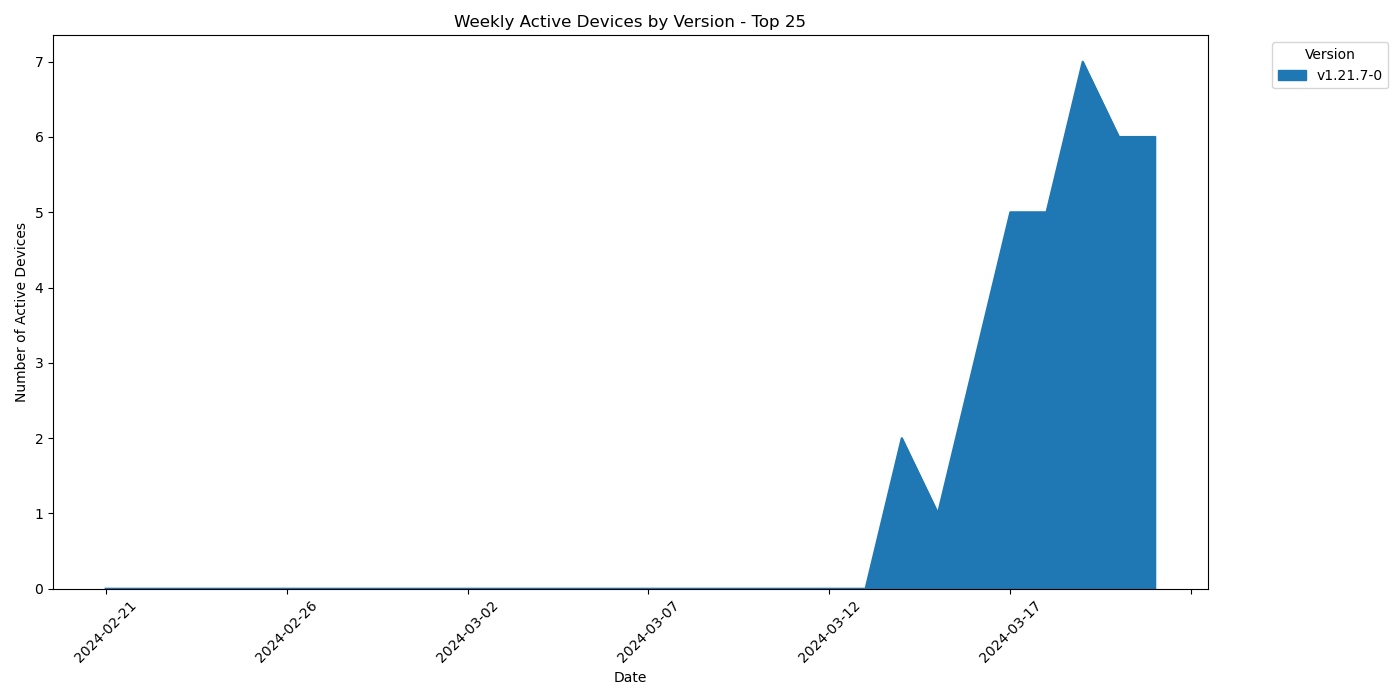 Weekly Active Devices by Version - Top 25
Version
v1.21.7-0
Number of Active Devices
7
6
5
4
3
2
1
0
2024-02-21
2024-02-26
2024-03-02
2024-03-07
2024-03-12
2024-03-17
Date